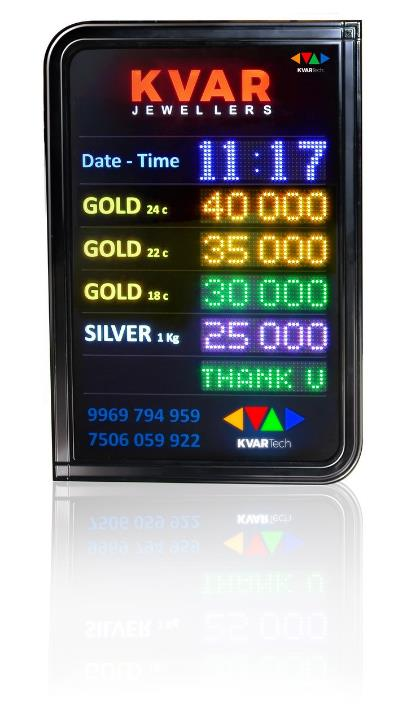 KVARTech
KVAR
JEWELLERS
Date - Time 11:17
GOLD 24 c 40 000
GOLD 22 c 35 000
GOLD 18 c 30 000
SILVER 1 Kg 25 000
THANK
9969 794 959
7506 059 922
KVARTech